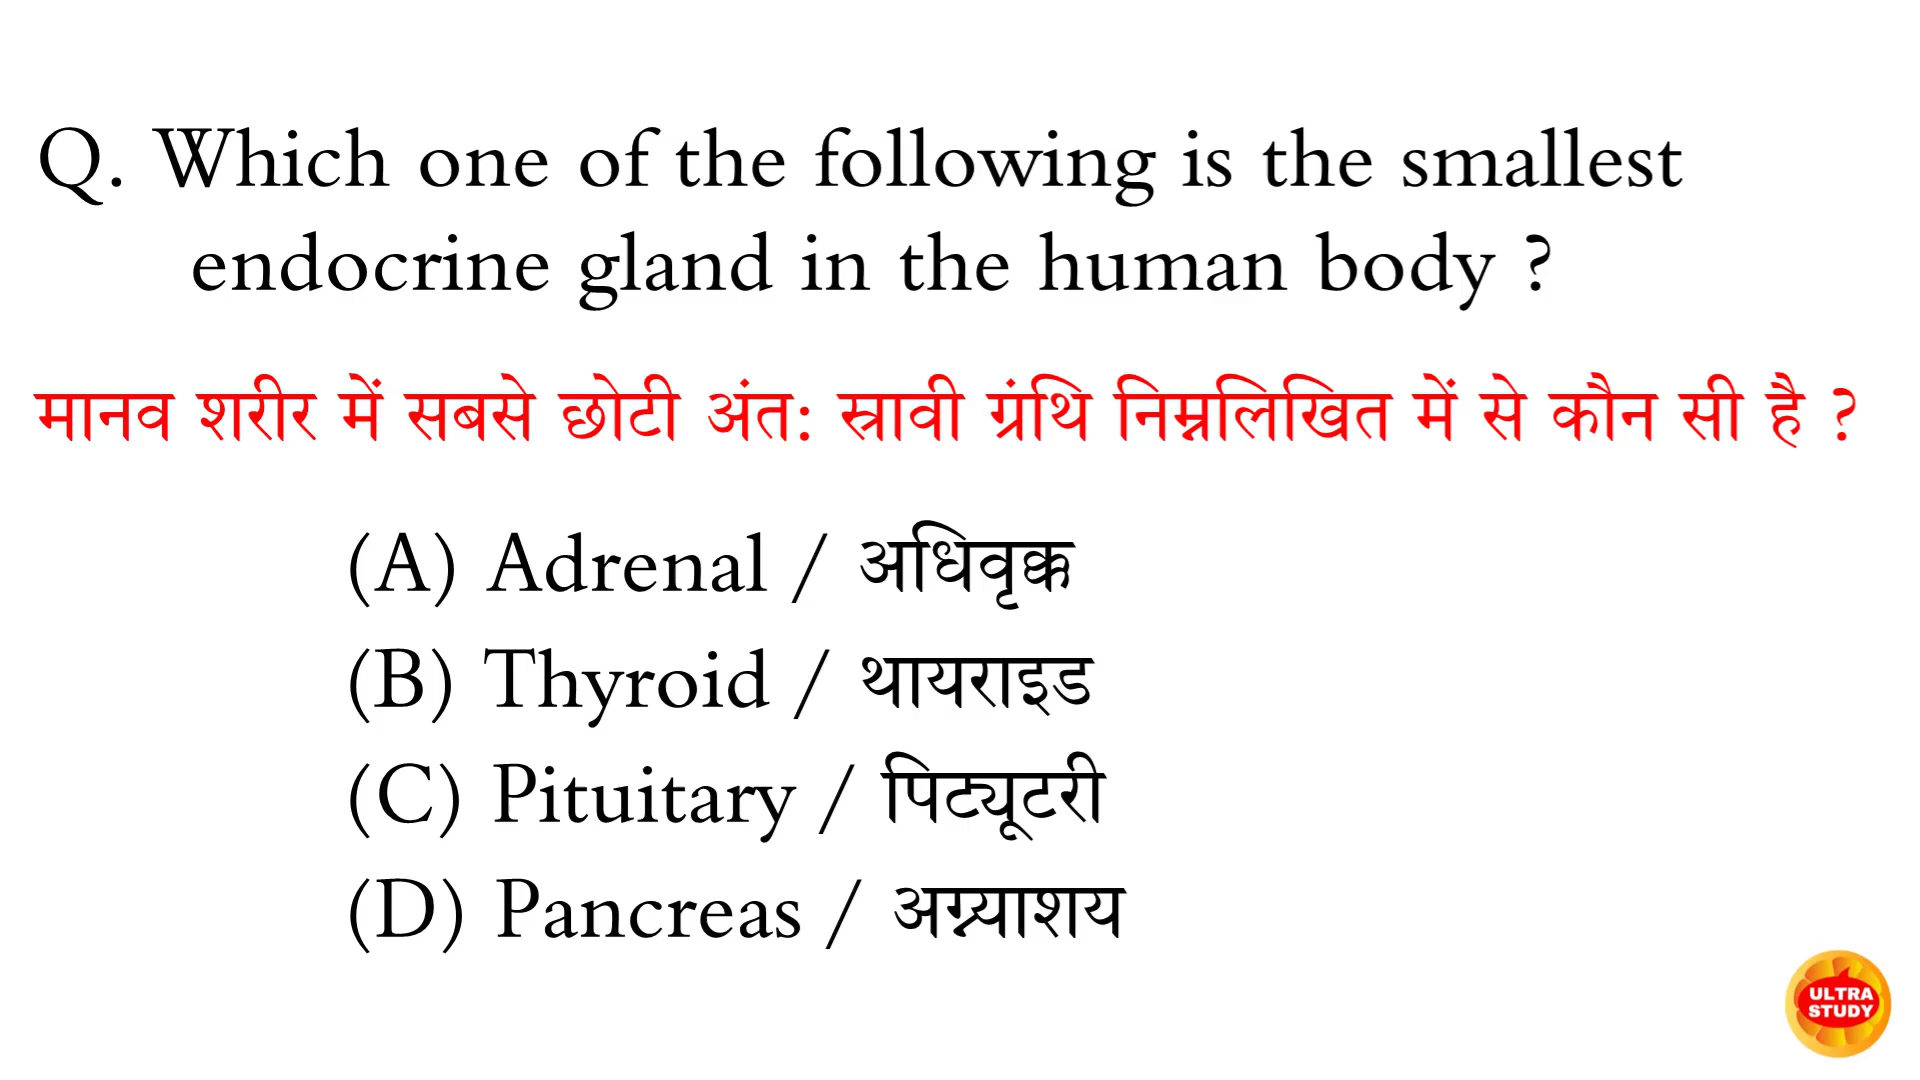 Q. Which one of the following is the smallest
endocrine gland in the human body ?
मानव शरीर में सबसे छोटी अंत: स्रावी ग्रंथि निम्नलिखित में से कौन सी है ?
(A) Adrenal / अधिवृक्क
(B) Thyroid / थायराइड
(C) Pituitary / पिट्यूटरी
(D) Pancreas / अग्न्याशय
ULTRA
STUDY